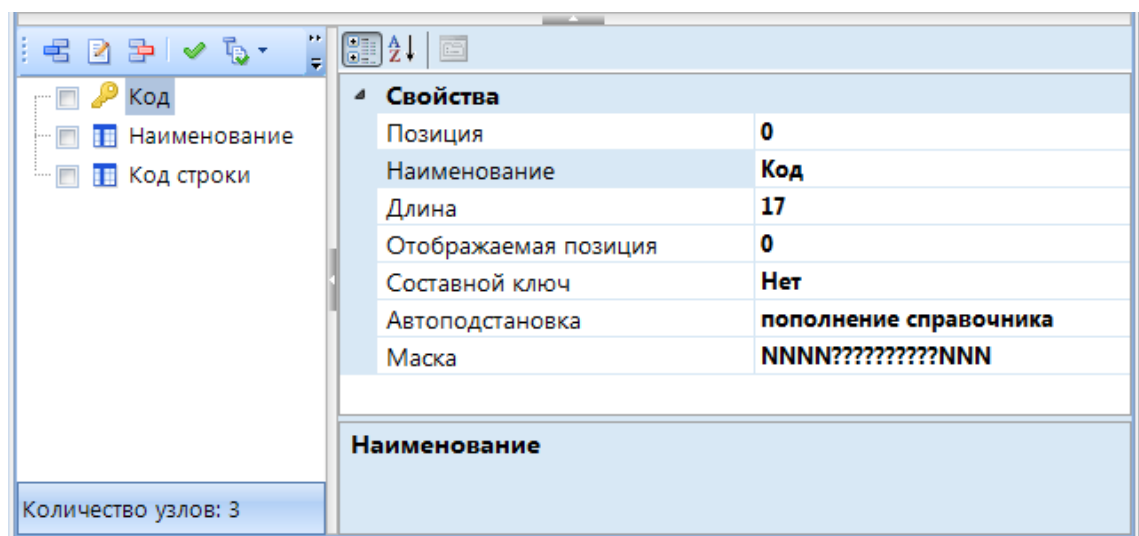 Код
Наименование
Код строки
Количество узлов: 3
Свойства
Позиция 0
Наименование Код
Длина 17
Отображаемая позиция 0
Составной ключ Нет
Автоподстановка пополнение справочника
Маска NNNN??????????NNN
Наименование